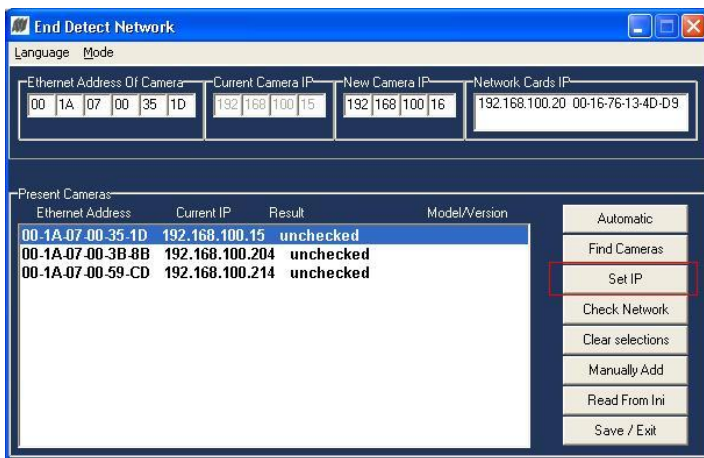 End Detect Network
Language Mode
Ethernet Address Of Camera Current Camera IP New Camera IP Network Cards IP
00 1A 07 00 35 1D 192 168 100 15 192 168 100 16 192.168.100.20 00-16-76-13-4D-D9
Present Cameras
Ethernet Address Current IP Result Model/Version
00-1A-07-00-35-1D 192.168.100.15 unchecked
00-1A-07-00-3B-8B 192.168.100.204 unchecked
00-1A-07-00-59-CD 192.168.100.214 unchecked
Automatic
Find Cameras
Set IP
Check Network
Clear selections
Manually Add
Read From Ini
Save / Exit